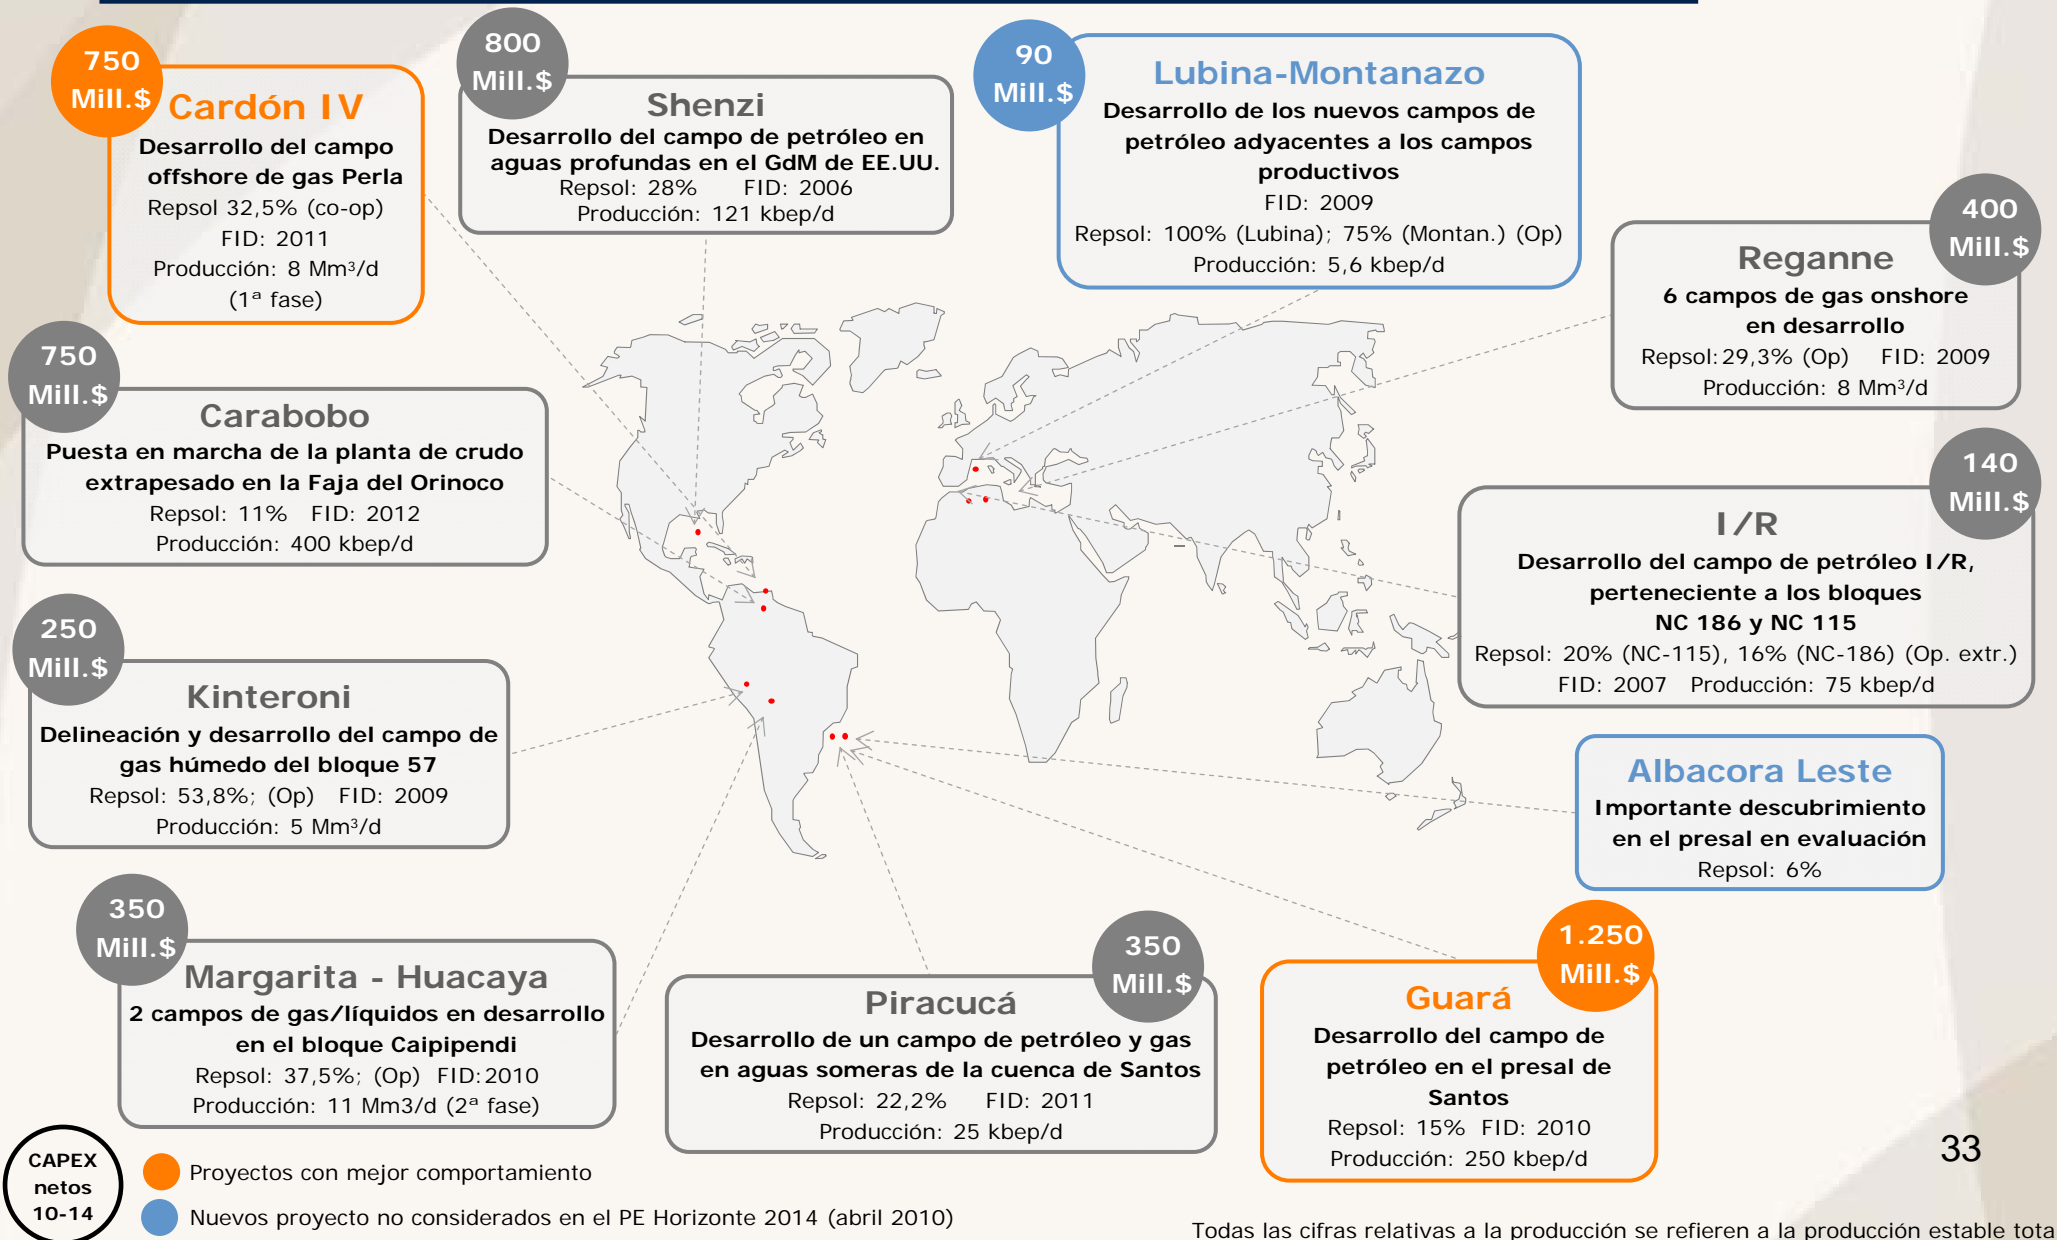 750
Mill.$
Cardón IV
Desarrollo del campo
offshore de gas Perla
Repsol 32,5% (co-op)
FID: 2011
Producción: 8 Mm³/d
(1ª fase)
800
Mill.$
Shenzi
Desarrollo del campo de petróleo en
aguas profundas en el GdM de EE.UU.
Repsol: 28% FID: 2006
Producción: 121 kbep/d
90
Mill.$
Lubina-Montanazo
Desarrollo de los nuevos campos de
petróleo adyacentes a los campos
productivos
FID: 2009
Repsol: 100% (Lubina); 75% (Montan.) (Op)
Producción: 5,6 kbep/d
400
Mill.$
Reganne
6 campos de gas onshore
en desarrollo
Repsol:29,3% (Op) FID: 2009
Producción: 8 Mm³/d
750
Mill.$
Carabobo
Puesta en marcha de la planta de crudo
extrapesado en la Faja del Orinoco
Repsol: 11% FID: 2012
Producción: 400 kbep/d
140
Mill.$
I/R
Desarrollo del campo de petróleo I/R,
perteneciente a los bloques
NC 186 y NC 115
Repsol: 20% (NC-115), 16% (NC-186) (Op. extr.)
FID: 2007 Producción: 75 kbep/d
250
Mill.$
Kinteroni
Delineación y desarrollo del campo de
gas húmedo del bloque 57
Repsol: 53,8%; (Op) FID: 2009
Producción: 5 Mm³/d
Albacora Leste
Importante descubrimiento
en el presal en evaluación
Repsol: 6%
350
Mill.$
Margarita - Huacaya
2 campos de gas/líquidos en desarrollo
en el bloque Caipipendi
Repsol: 37,5%; (Op) FID:2010
Producción: 11 Mm3/d (2ª fase)
350
Mill.$
Piracucá
Desarrollo de un campo de petróleo y gas
en aguas someras de la cuenca de Santos
Repsol: 22,2% FID: 2011
Producción: 25 kbep/d
1.250
Mill.$
Guará
Desarrollo del campo de
petróleo en el presal de
Santos
Repsol: 15% FID: 2010
Producción: 250 kbep/d
33
CAPEX
netos
10-14
Proyectos con mejor comportamiento
Nuevos proyecto no considerados en el PE Horizonte 2014 (abril 2010)
Todas las cifras relativas a la producción se refieren a la producción estable tota